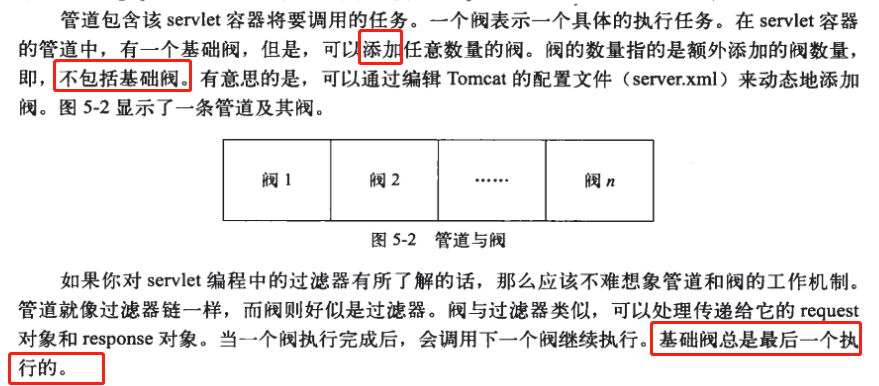 管道包含该 servlet 容器将要调用的任务。一个阀表示一个具体的执行任务。在 servlet 容器
的管道中，有一个基础阀，但是，可以添加任意数量的阀。阀的数量指的是额外添加的阀数量，
即，不包括基础阀。有意思的是，可以通过编辑 Tomcat 的配置文件（server.xml）来动态地添加
阀。图 5-2 显示了一条管道及其阀。
阀 1 阀 2 …… 阀 n
图 5-2 管道与阀
如果你对 servlet 编程中的过滤器有所了解的话，那么应该不难想象管道和阀的工作机制。
管道就像过滤器链一样，而阀则好似是过滤器。阀与过滤器类似，可以处理传递给它的 request
对象和 response 对象。当一个阀执行完成后，会调用下一个阀继续执行。基础阀总是最后一个执
行的。